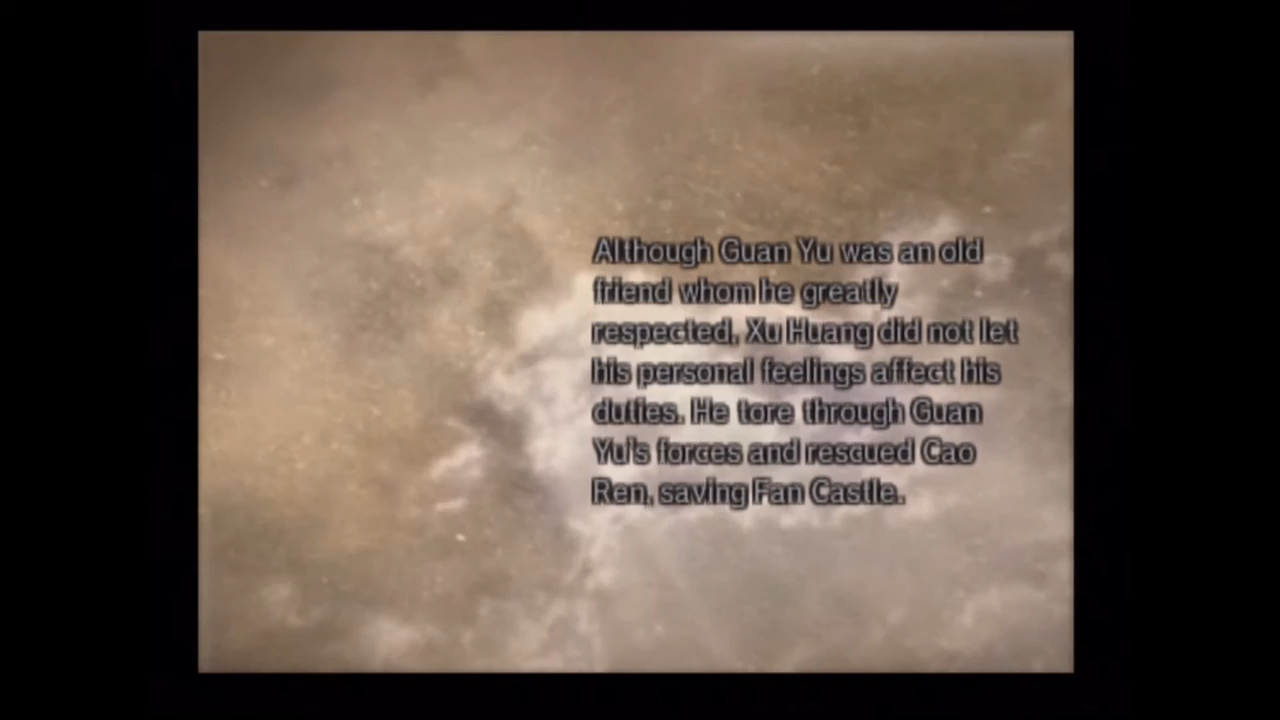 Although Guan Yu was an old
friend whom he greatly
respected, Xu Huang did not let
his personal feelings affect his
duties. He tore through Guan
Yu's forces and rescued Cao
Ren, saving Fan Castle.